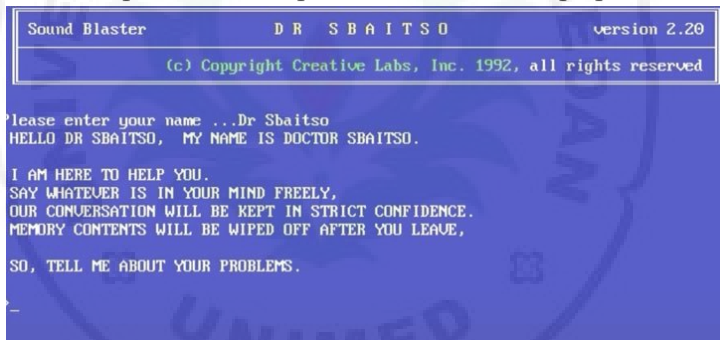 Sound Blaster D R S B A I T S O version 2.20
(c) Copyright Creative Labs, Inc. 1992, all rights reserved
Please enter your name ...Dr Sbaitso
HELLO DR SBAITSO, MY NAME IS DOCTOR SBAITSO.
I AM HERE TO HELP YOU.
SAY WHATEVER IS IN YOUR MIND FREELY,
OUR CONVERSATION WILL BE KEPT IN STRICT CONFIDENCE.
MEMORY CONTENTS WILL BE WIPED OFF AFTER YOU LEAVE,
SO, TELL ME ABOUT YOUR PROBLEMS.
UNIMED